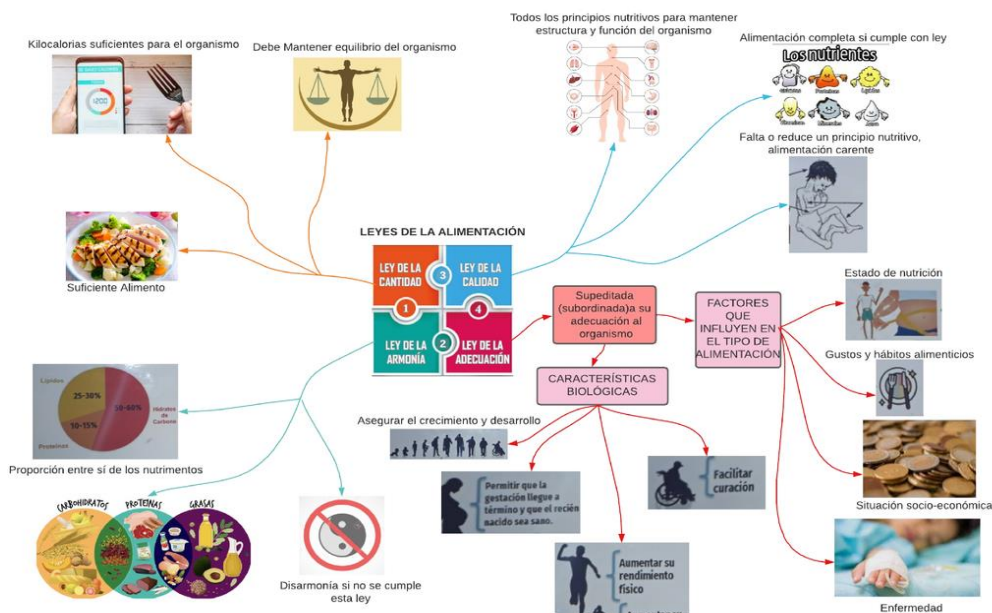 Kilocalorias suficientes para el organismo
Debe Mantener equilibrio del organismo
Todos los principios nutritivos para mantener
estructura y función del organismo
Alimentación completa si cumple con ley
Los nutrientes
Proteínas
Lípidos
Vitaminas
Minerales
Agua
Falta o reduce un principio nutritivo,
alimentación carente
1200
Suficiente Alimento
LEYES DE LA ALIMENTACIÓN
LEY DE LA
CANTIDAD
3
LEY DE LA
CALIDAD
1
4
LEY DE LA
ARMONÍA
2
LEY DE LA
ADECUACIÓN
Supeditada
(subordinada)a su
adecuación al
organismo
FACTORES
QUE
INFLUYEN EN
EL TIPO DE
ALIMENTACIÓN
Estado de nutrición
Gustos y hábitos alimenticios
Situación socio-económica
Enfermedad
CARACTERÍSTICAS
BIOLÓGICAS
Asegurar el crecimiento y desarrollo
Permitir que la
gestación llegue a
término y que el recién
nacido sea sano.
Facilitar
curación
Aumentar su
rendimiento
físico
Lípidos
25-30%
50-60%
Hidratos
de
Carbono
10-15%
Proteínas
Proporción entre sí de los nutrimentos
CARBOHIDRATOS
PROTEÍNAS
GRASAS
Disarmonía si no se cumple
esta ley